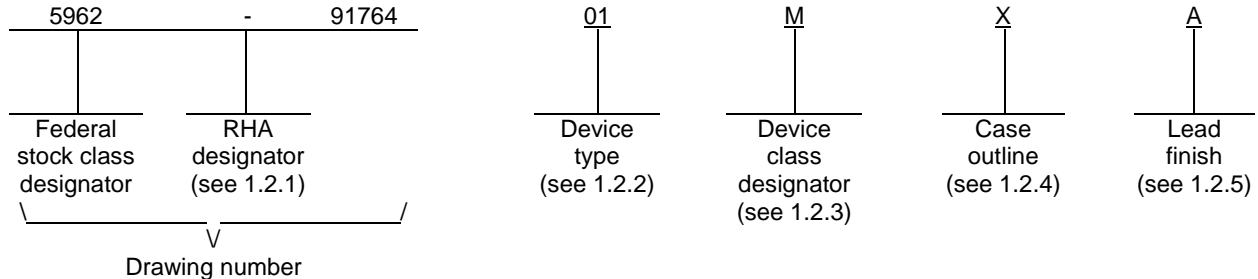 5962 - 91764 01 M X A
Federal stock class designator
RHA designator (see 1.2.1)
Device type (see 1.2.2)
Device class designator (see 1.2.3)
Case outline (see 1.2.4)
Lead finish (see 1.2.5)
Drawing number